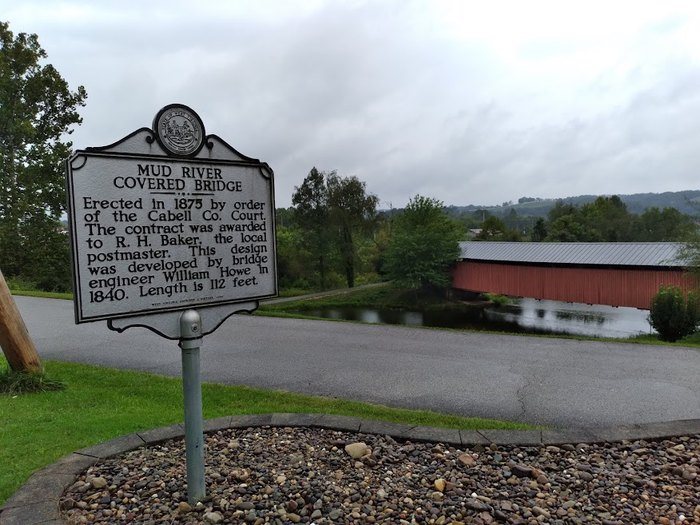 MUD RIVER
COVERED BRIDGE
Erected in 1875 by order
of the Cabell Co. Court.
The contract was awarded
to R. H. Baker, the local
postmaster. This design
was developed by bridge
engineer William Howe in
1840. Length is 112 feet.